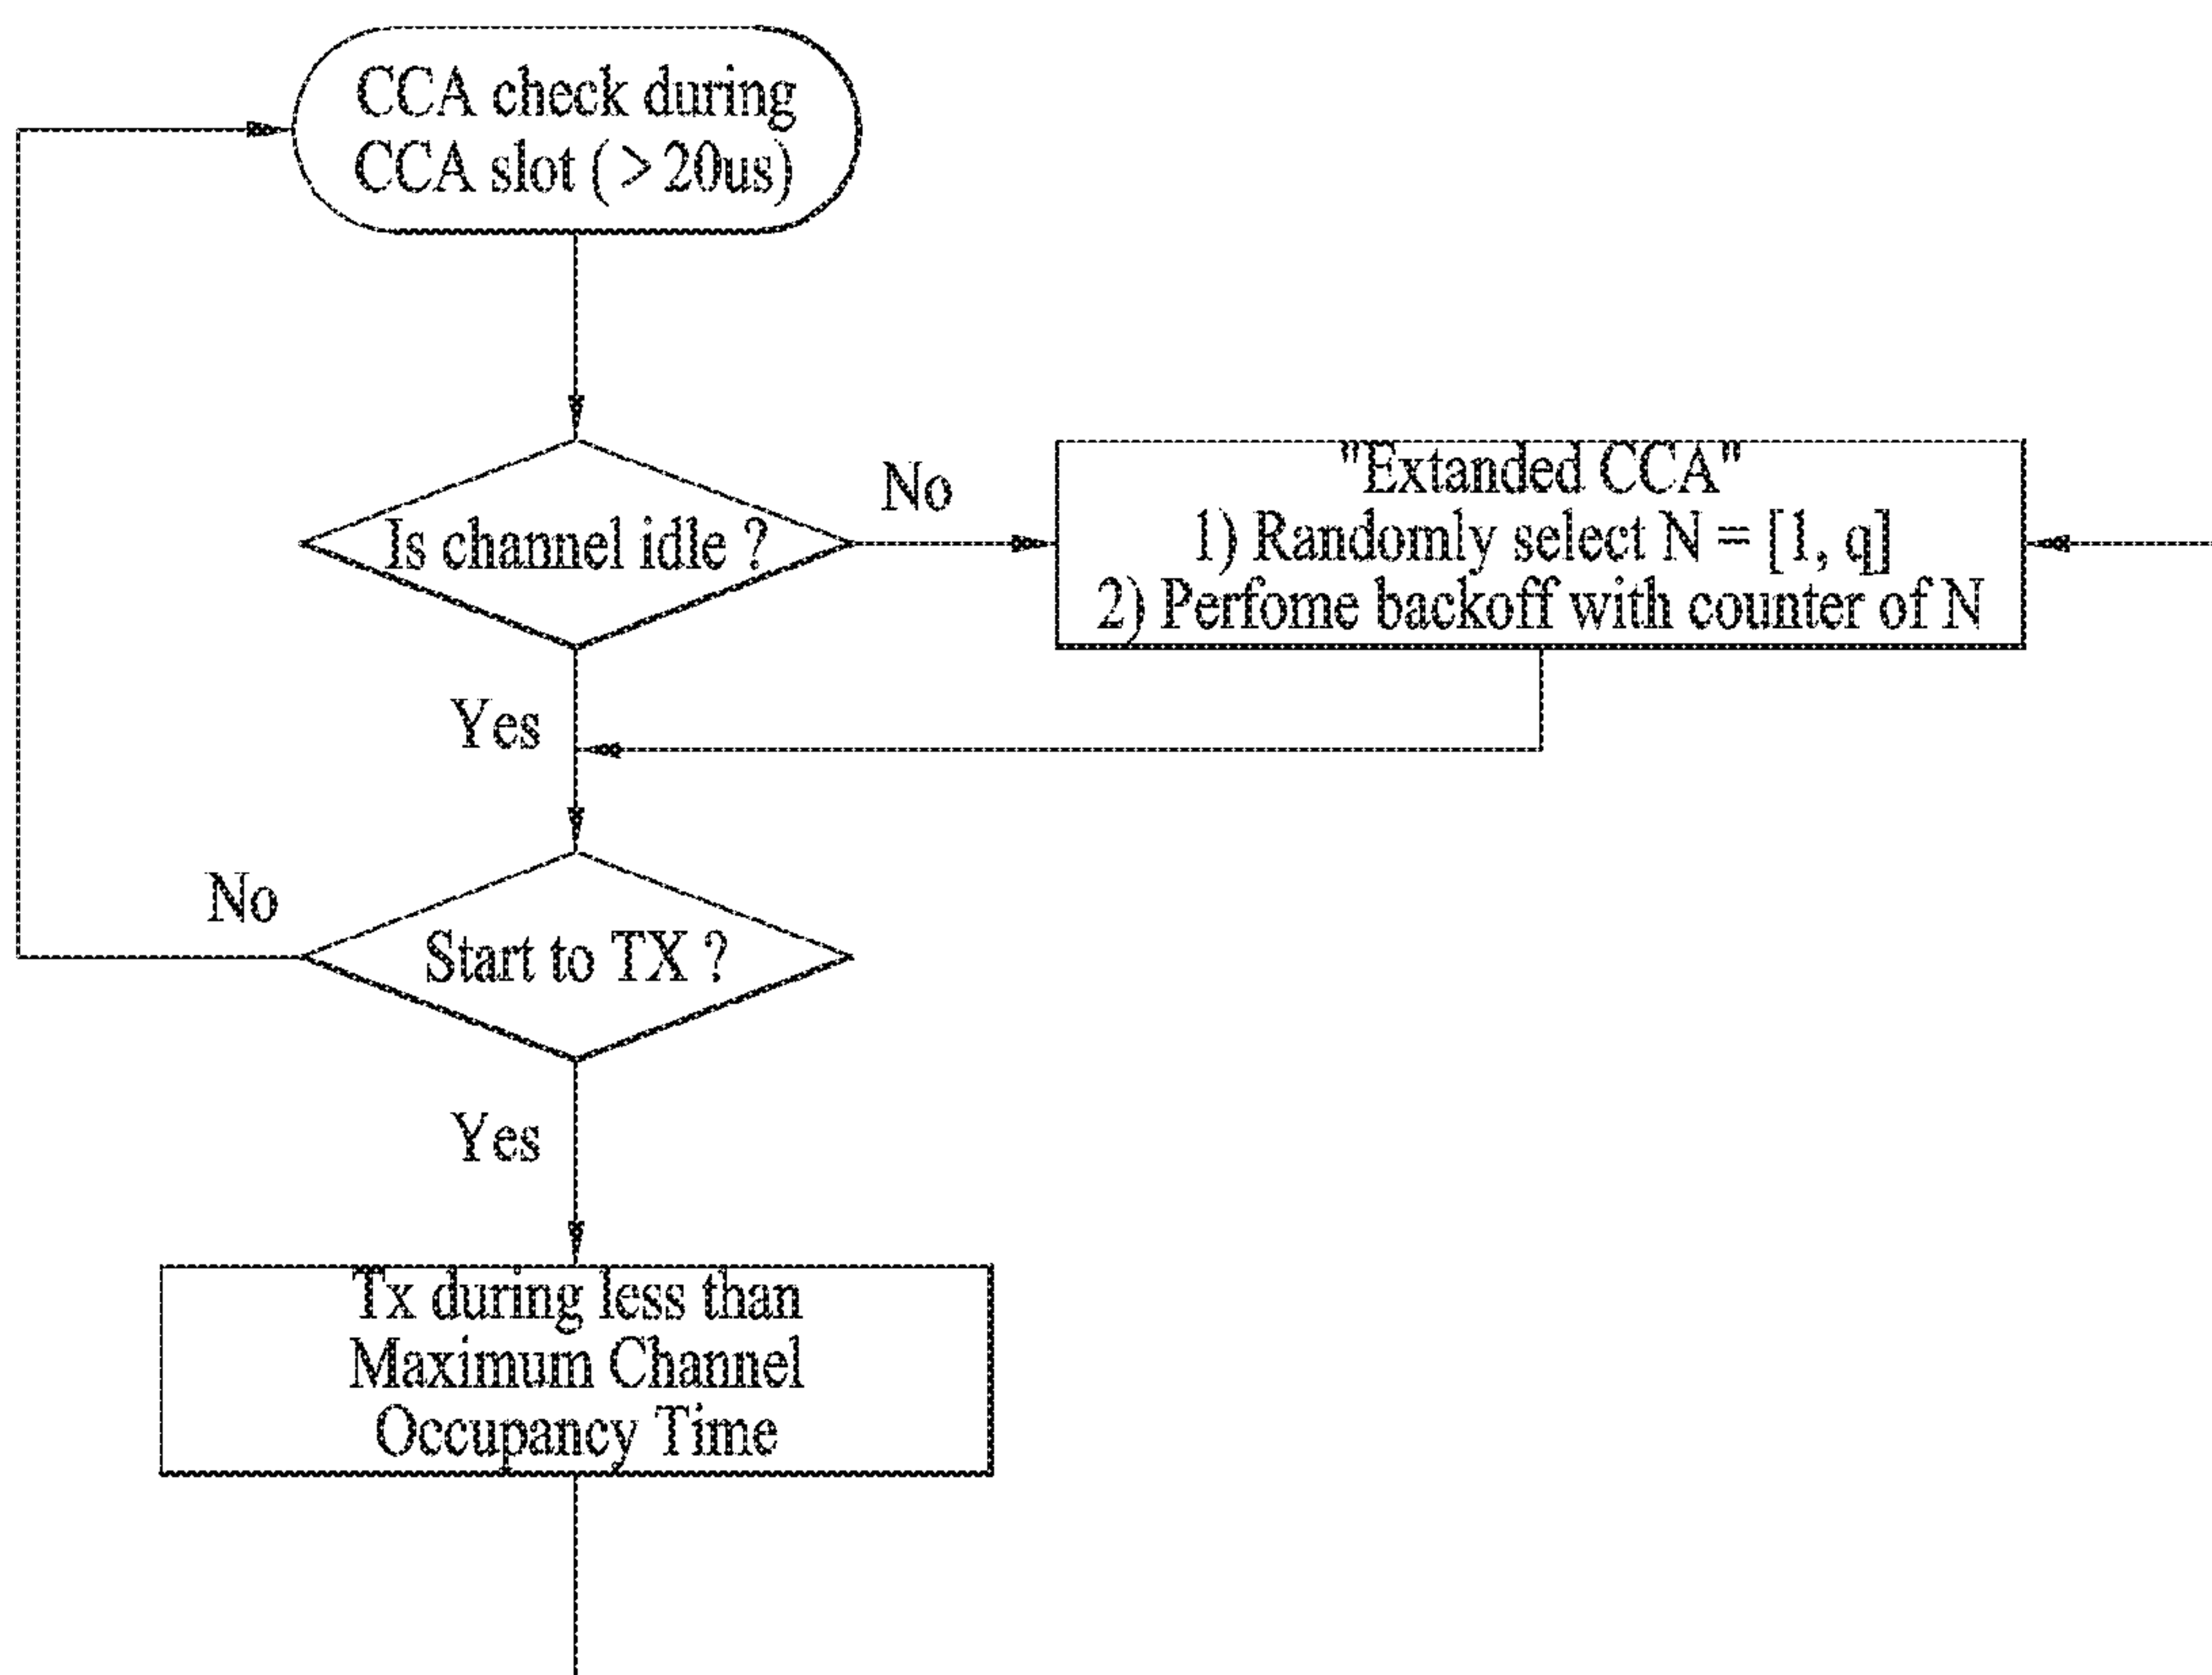 CCA check during
CCA slot ( > 20us)
Is channel idle ?
No
"Extanded CCA"
1) Randomly select N = [1, q]
2) Perfome backoff with counter of N
Yes
No
Start to TX ?
Yes
Tx during less than
Maximum Channel
Occupancy Time